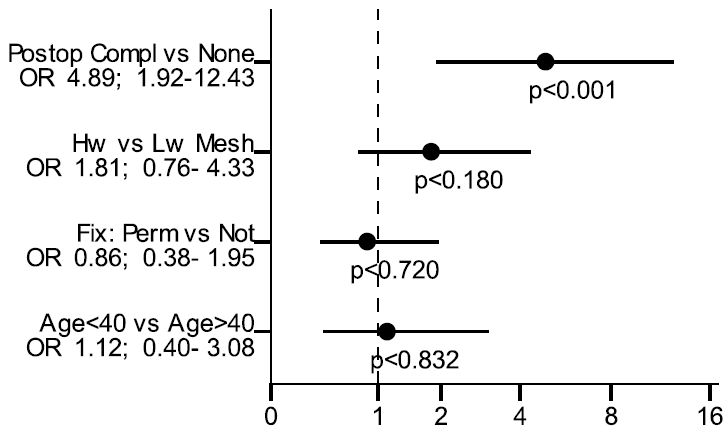 Postop Compl vs None
OR 4.89; 1.92-12.43
p<0.001
Hw vs Lw Mesh
OR 1.81; 0.76- 4.33
p<0.180
Fix: Perm vs Not
OR 0.86; 0.38- 1.95
p<0.720
Age<40 vs Age>40
OR 1.12; 0.40- 3.08
p<0.832
0 1 2 4 8 16